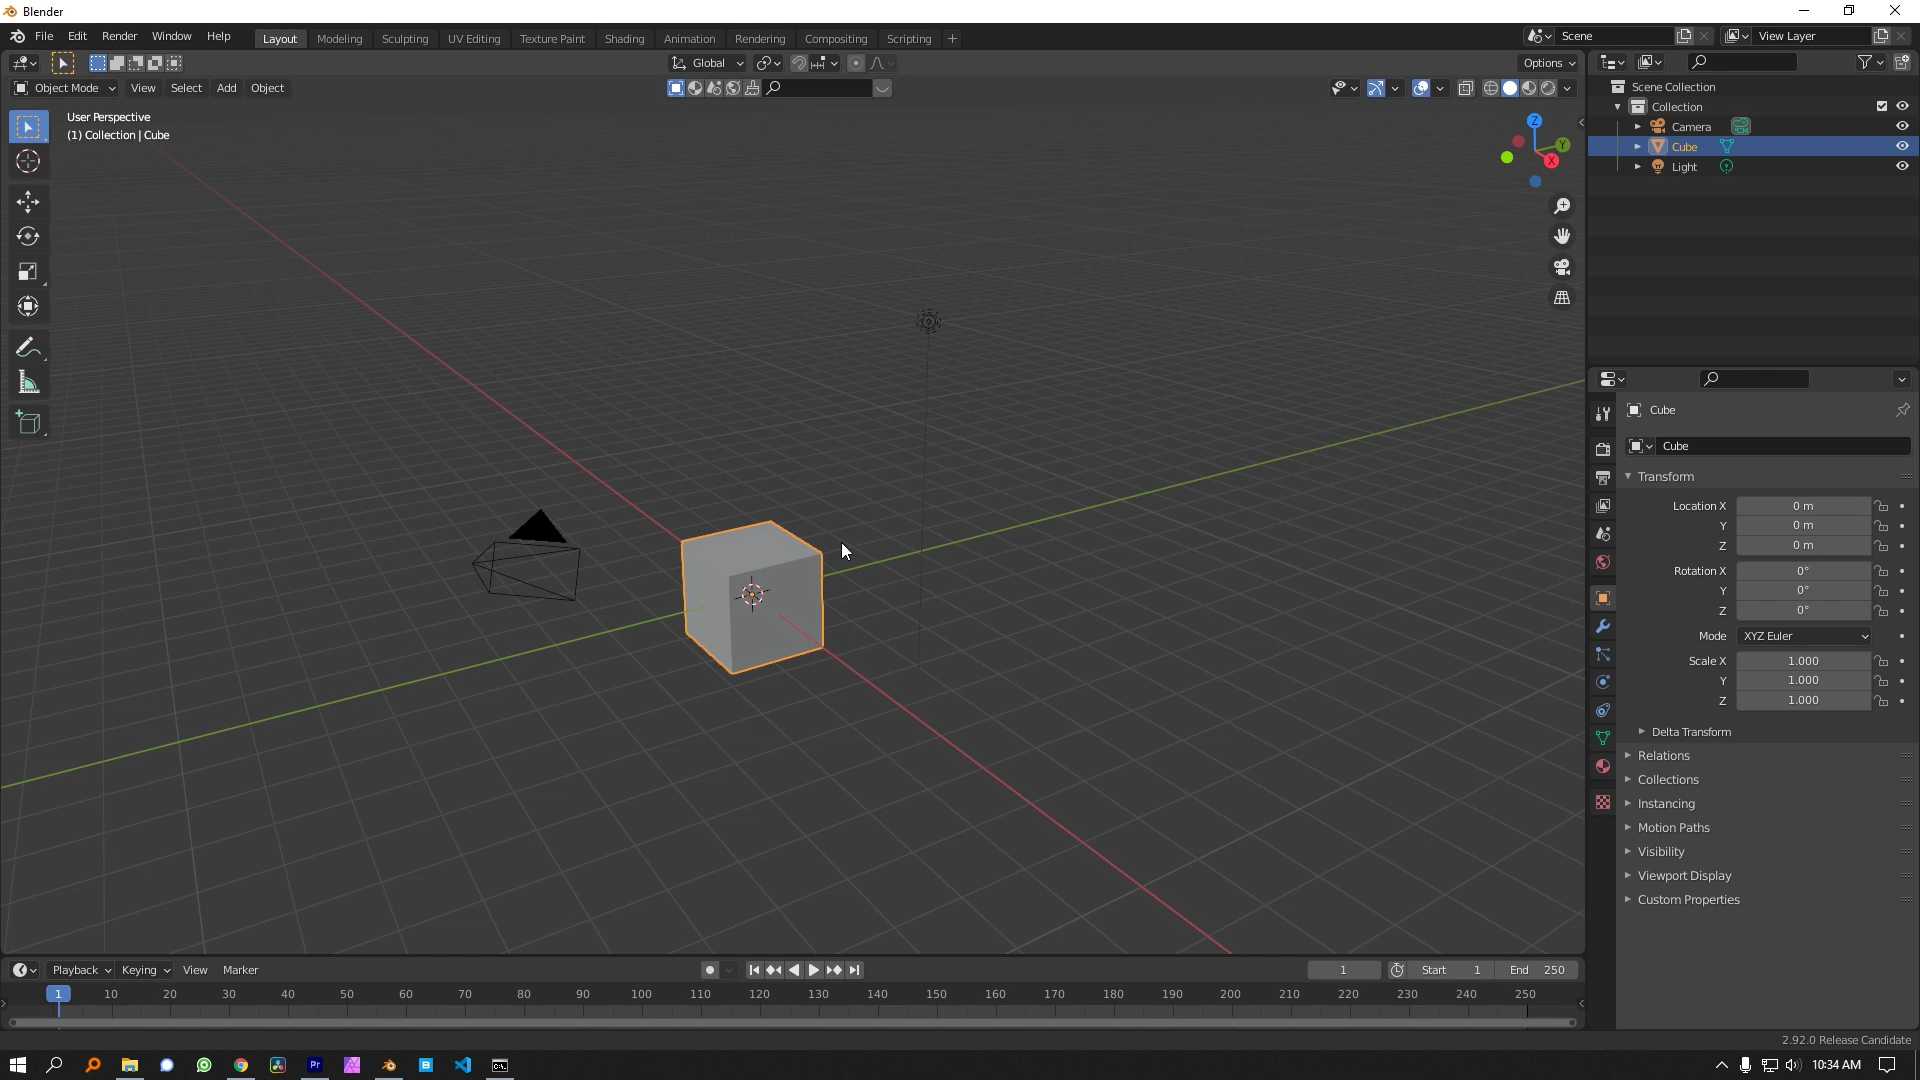 Blender
File Edit Render Window Help Layout Modeling Sculpting UV Editing Texture Paint Shading Animation Rendering Compositing Scripting + Scene View Layer
Global Options
Object Mode View Select Add Object
User Perspective
(1) Collection | Cube
Z
Y
X
Scene Collection
Collection
Camera
Cube
Light
Cube
Cube
Transform
Location X 0 m
Y 0 m
Z 0 m
Rotation X 0°
Y 0°
Z 0°
Mode XYZ Euler
Scale X 1.000
Y 1.000
Z 1.000
Delta Transform
Relations
Collections
Instancing
Motion Paths
Visibility
Viewport Display
Custom Properties
Playback Keying View Marker 1 Start 1 End 250
1 10 20 30 40 50 60 70 80 90 100 110 120 130 140 150 160 170 180 190 200 210 220 230 240 250
2.92.0 Release Candidate
Pr B C:\ 10:34 AM